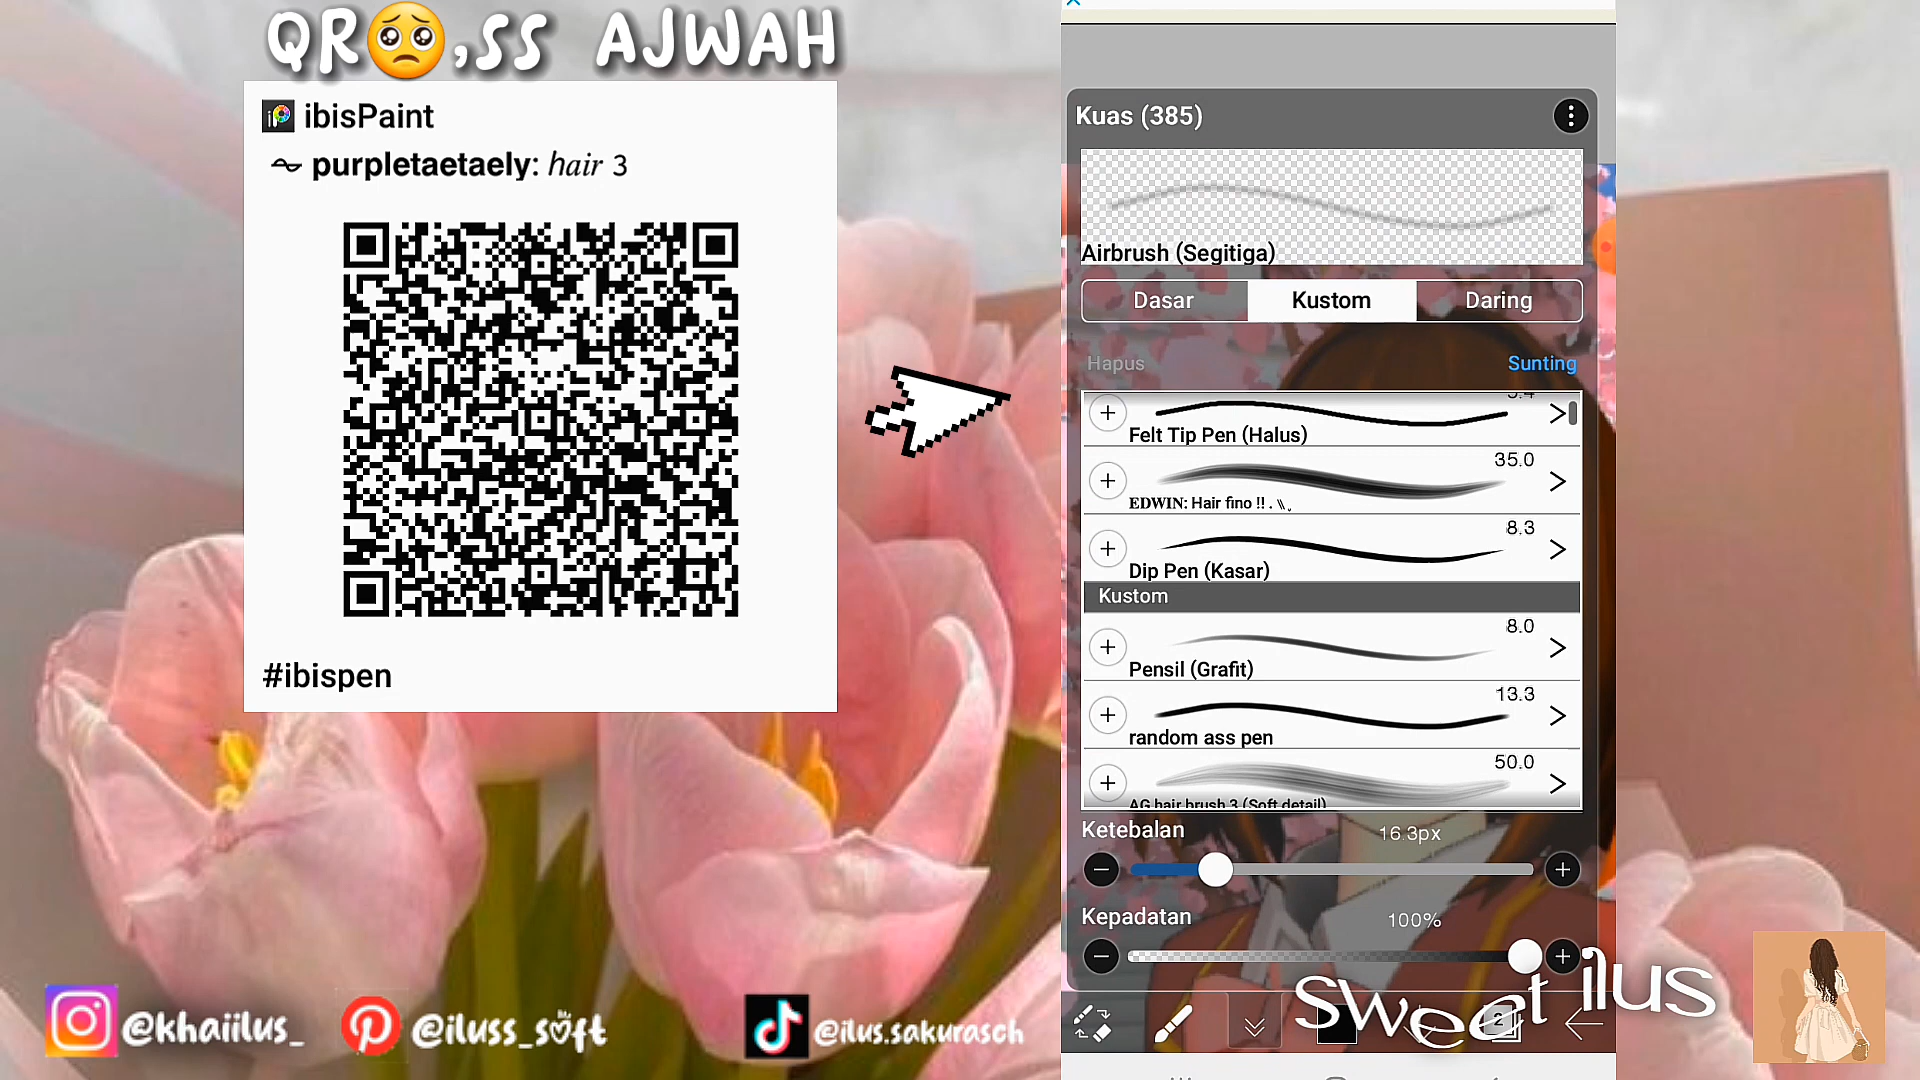 QR🥺,SS AJWAH
ibisPaint
purpletaetaely: hair 3
#ibispen
Kuas (385)
Airbrush (Segitiga)
Dasar
Kustom
Daring
Hapus
Sunting
3.4
Felt Tip Pen (Halus)
35.0
EDWIN: Hair fino !! . \\ .
8.3
Dip Pen (Kasar)
Kustom
8.0
Pensil (Grafit)
13.3
random ass pen
50.0
AG hair brush 3 (Soft detail)
Ketebalan
16.3px
Kepadatan
100%
2
sweet ilus
@khaiilus_
@iluss_soft
@ilus.sakurasch